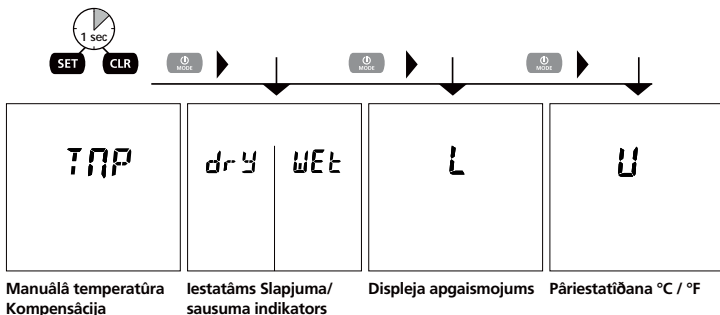 1 sec
SET CLR MODE MODE MODE
TMP dry WEt L U
Manuâlâ temperatûra
Kompensâcija
Iestatâms Slapjuma/
sausuma indikators
Displeja apgaismojums
Pâriestatîðana °C / °F